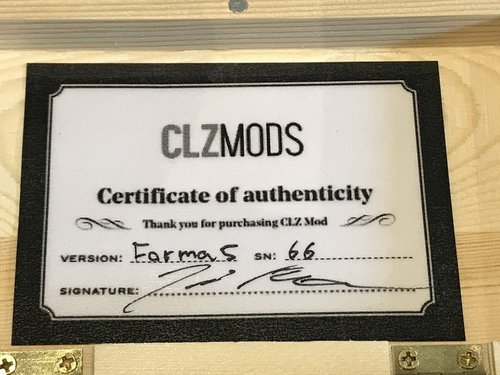 CLZMODS
Certificate of authenticity
Thank you for purchasing CLZ Mod
VERSION: Farmas SN: 66
SIGNATURE: